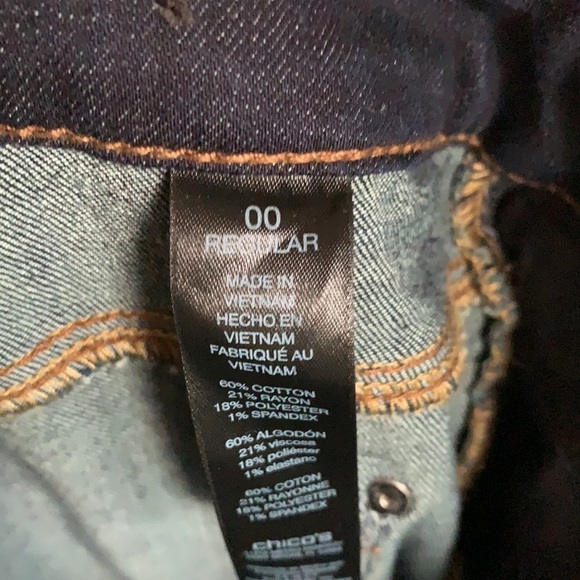 00
REGULAR
MADE IN
VIETNAM
HECHO EN
VIETNAM
FABRIQUÉ AU
VIETNAM
60% COTTON
21% RAYON
18% POLYESTER
1% SPANDEX
60% ALGODÓN
21% viscosa
18% poliéster
1% elastano
60% COTON
21% RAYONNE
18% POLYESTER
1% SPANDEX
chico's